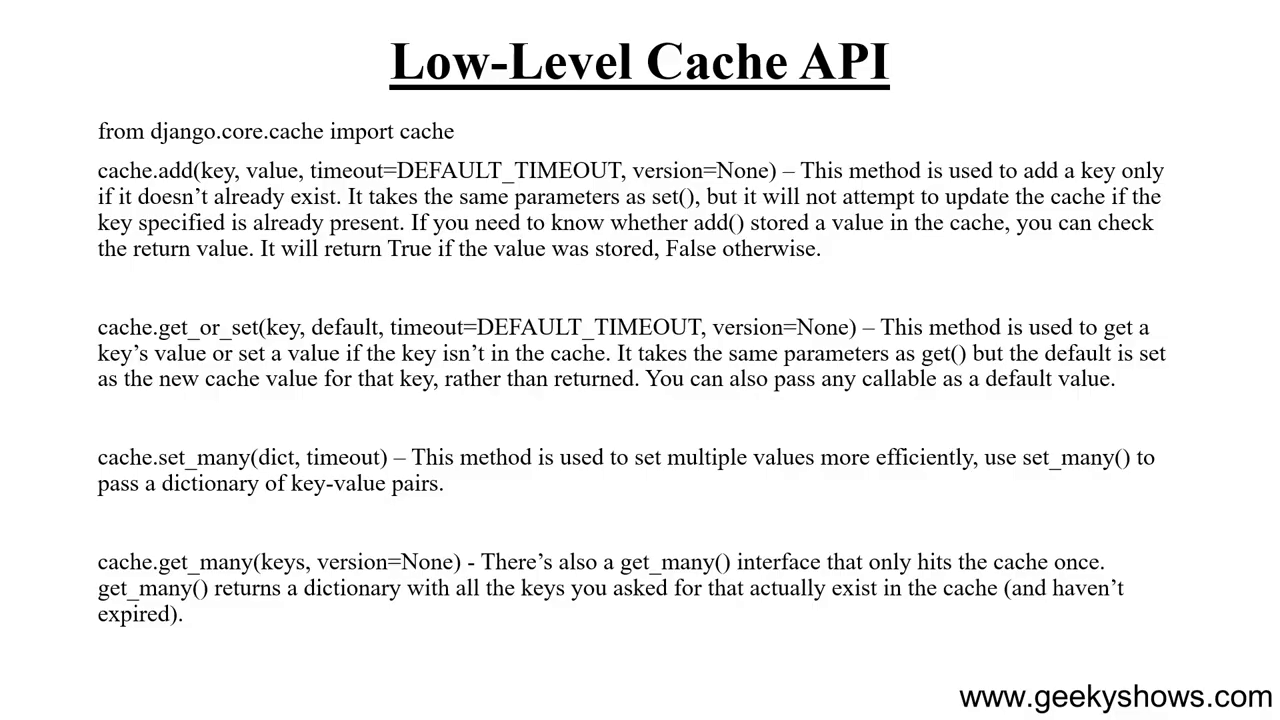 Low-Level Cache API
from django.core.cache import cache
cache.add(key, value, timeout=DEFAULT_TIMEOUT, version=None) – This method is used to add a key only
if it doesn’t already exist. It takes the same parameters as set(), but it will not attempt to update the cache if the
key specified is already present. If you need to know whether add() stored a value in the cache, you can check
the return value. It will return True if the value was stored, False otherwise.
cache.get_or_set(key, default, timeout=DEFAULT_TIMEOUT, version=None) – This method is used to get a
key’s value or set a value if the key isn’t in the cache. It takes the same parameters as get() but the default is set
as the new cache value for that key, rather than returned. You can also pass any callable as a default value.
cache.set_many(dict, timeout) – This method is used to set multiple values more efficiently, use set_many() to
pass a dictionary of key-value pairs.
cache.get_many(keys, version=None) - There’s also a get_many() interface that only hits the cache once.
get_many() returns a dictionary with all the keys you asked for that actually exist in the cache (and haven’t
expired).
www.geekyshows.com